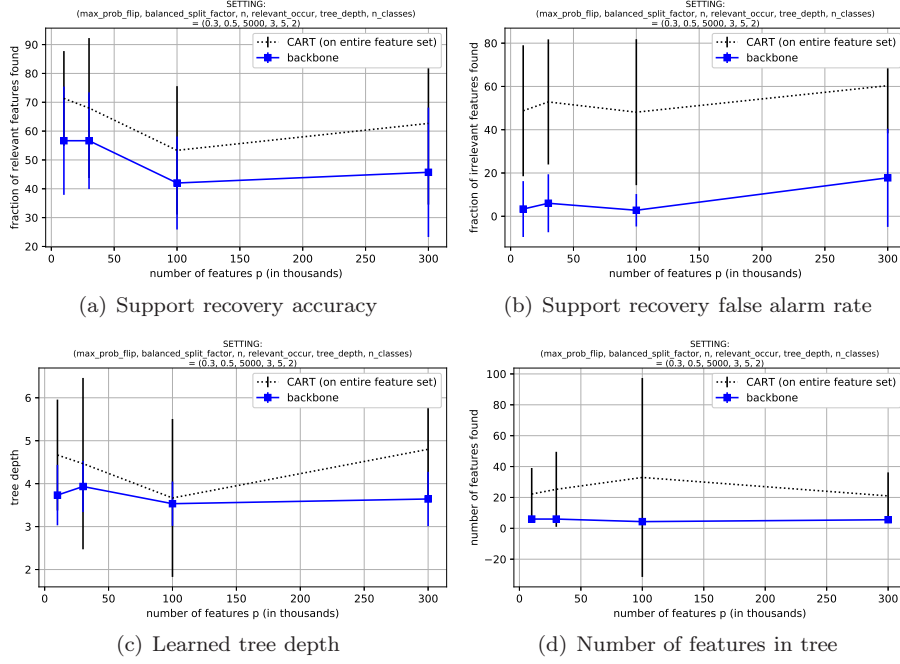 SETTING:
(max_prob_flip, balanced_split_factor, n, relevant_occur, tree_depth, n_classes)
= (0.3, 0.5, 5000, 3, 5, 2)
CART (on entire feature set)
backbone
fraction of relevant features found
90
80
70
60
50
40
30
20
0 50 100 150 200 250 300
number of features p (in thousands)
(a) Support recovery accuracy
SETTING:
(max_prob_flip, balanced_split_factor, n, relevant_occur, tree_depth, n_classes)
= (0.3, 0.5, 5000, 3, 5, 2)
CART (on entire feature set)
backbone
fraction of irrelevant features found
80
60
40
20
0
0 50 100 150 200 250 300
number of features p (in thousands)
(b) Support recovery false alarm rate
SETTING:
(max_prob_flip, balanced_split_factor, n, relevant_occur, tree_depth, n_classes)
= (0.3, 0.5, 5000, 3, 5, 2)
CART (on entire feature set)
backbone
tree depth
6
5
4
3
2
0 50 100 150 200 250 300
number of features p (in thousands)
(c) Learned tree depth
SETTING:
(max_prob_flip, balanced_split_factor, n, relevant_occur, tree_depth, n_classes)
= (0.3, 0.5, 5000, 3, 5, 2)
CART (on entire feature set)
backbone
number of features found
100
80
60
40
20
0
−20
0 50 100 150 200 250 300
number of features p (in thousands)
(d) Number of features in tree